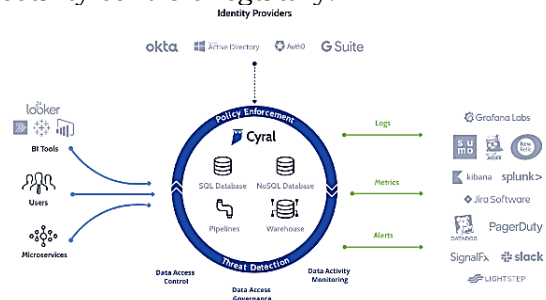 Identity Providers
okta
Active Directory
Auth0
G Suite
Policy Enforcement
Cyral
SQL Database
NoSQL Database
Pipelines
Warehouse
Threat Detection
looker
BI Tools
Users
Microservices
Logs
Metrics
Alerts
Grafana Labs
sumo
New Relic
kibana
splunk>
Jira Software
DATADOG
PagerDuty
SignalFx
slack
LIGHTSTEP
Data Access
Control
Data Access
Governance
Data Activity
Monitoring